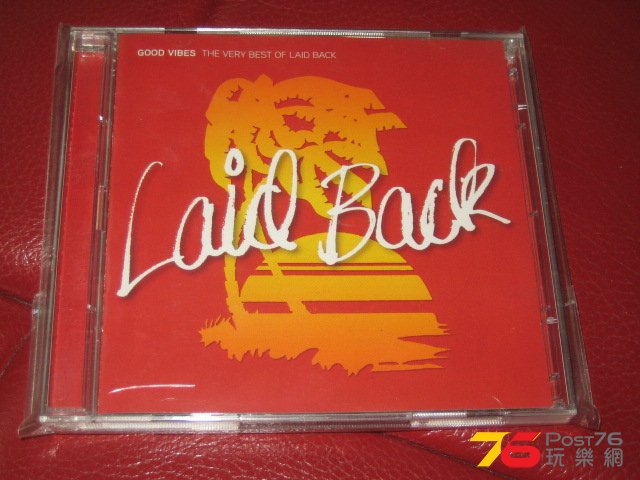 GOOD VIBES THE VERY BEST OF LAID BACK
Laid Back
76 Post76
玩樂網